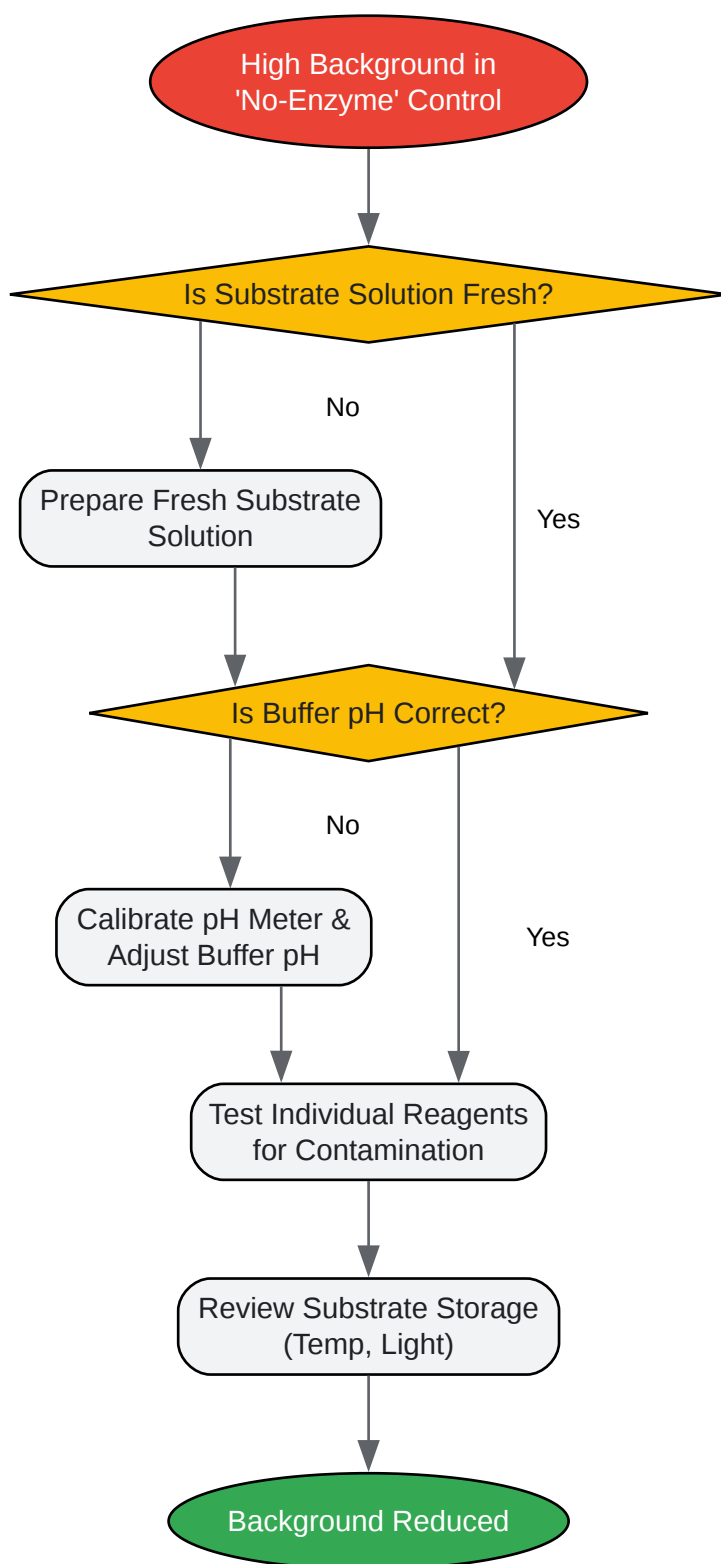 High Background in
'No-Enzyme' Control
Is Substrate Solution Fresh?
No
Prepare Fresh Substrate
Solution
Yes
Is Buffer pH Correct?
No
Calibrate pH Meter &
Adjust Buffer pH
Yes
Test Individual Reagents
for Contamination
Review Substrate Storage
(Temp, Light)
Background Reduced